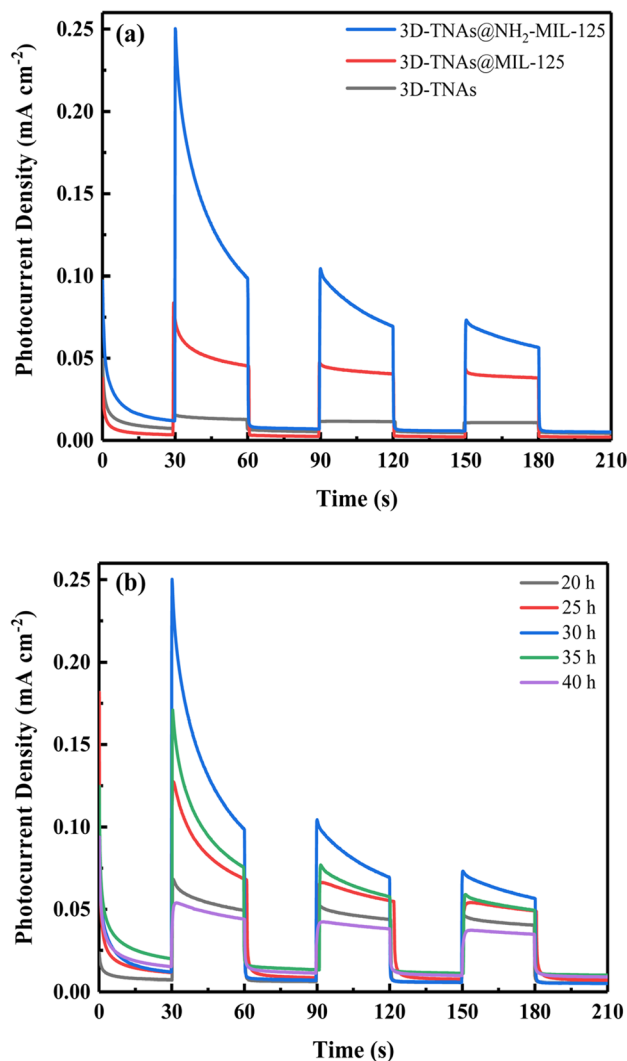 (a)
3D-TNAs@NH₂-MIL-125
3D-TNAs@MIL-125
3D-TNAs
Photocurrent Density (mA cm⁻²)
0.25
0.20
0.15
0.10
0.05
0.00
0 30 60 90 120 150 180 210
Time (s)
(b)
20 h
25 h
30 h
35 h
40 h
Photocurrent Density (mA cm⁻²)
0.25
0.20
0.15
0.10
0.05
0.00
0 30 60 90 120 150 180 210
Time (s)